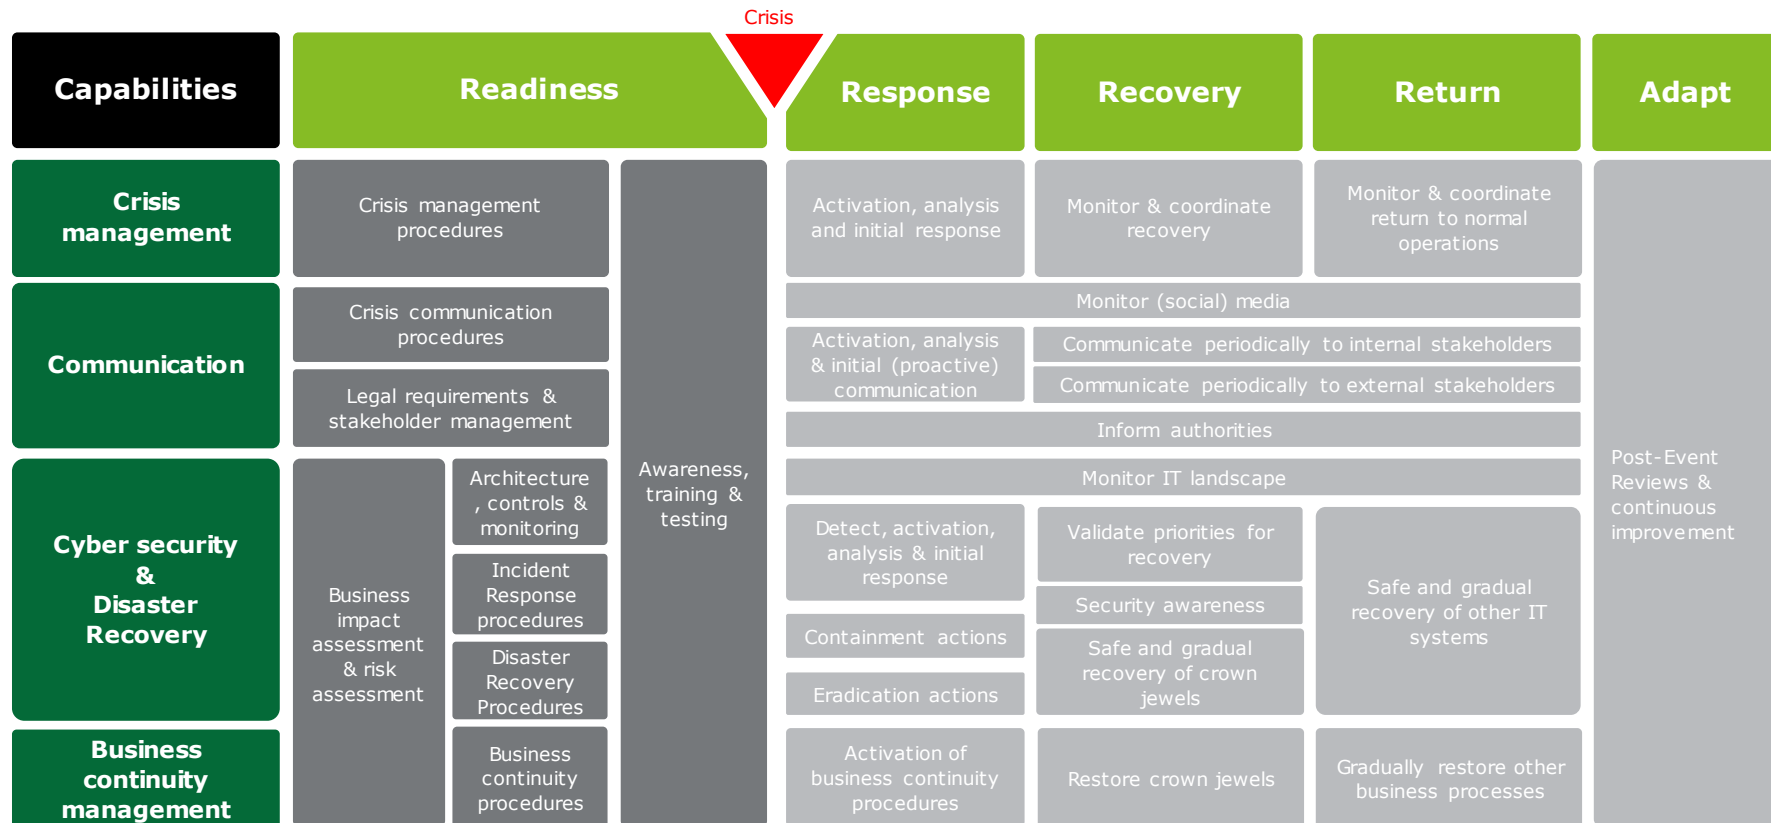 Crisis
Capabilities
Readiness
Response
Recovery
Return
Adapt
Crisis
management
Crisis management
procedures
Activation, analysis
and initial response
Monitor & coordinate
recovery
Monitor & coordinate
return to normal
operations
Communication
Crisis communication
procedures
Legal requirements &
stakeholder management
Monitor (social) media
Activation, analysis
& initial (proactive)
communication
Communicate periodically to internal stakeholders
Communicate periodically to external stakeholders
Inform authorities
Cyber security
&
Disaster
Recovery
Business
impact
assessment
& risk
assessment
Architecture
, controls &
monitoring
Incident
Response
procedures
Disaster
Recovery
Procedures
Awareness,
training &
testing
Monitor IT landscape
Detect, activation,
analysis & initial
response
Containment actions
Eradication actions
Validate priorities for
recovery
Security awareness
Safe and gradual
recovery of crown
jewels
Safe and gradual
recovery of other IT
systems
Post-Event
Reviews &
continuous
improvement
Business
continuity
management
Business
continuity
procedures
Activation of
business continuity
procedures
Restore crown jewels
Gradually restore other
business processes